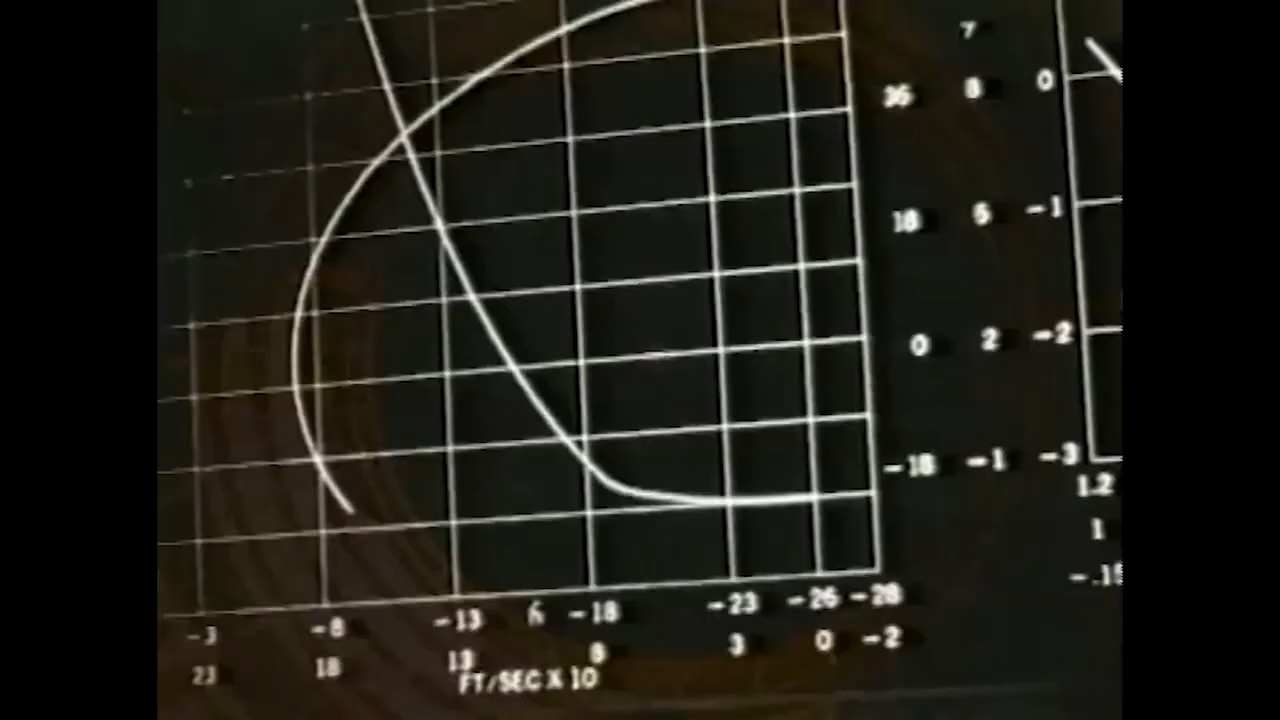 7
36 8 0
18 5 -1
0 2 -2
-18 -1 -3
1.2
1
-.15
-3 -8 -13 ḣ -18 -23 -26 -28
23 18 13 8 3 0 -2
FT/SEC X 10